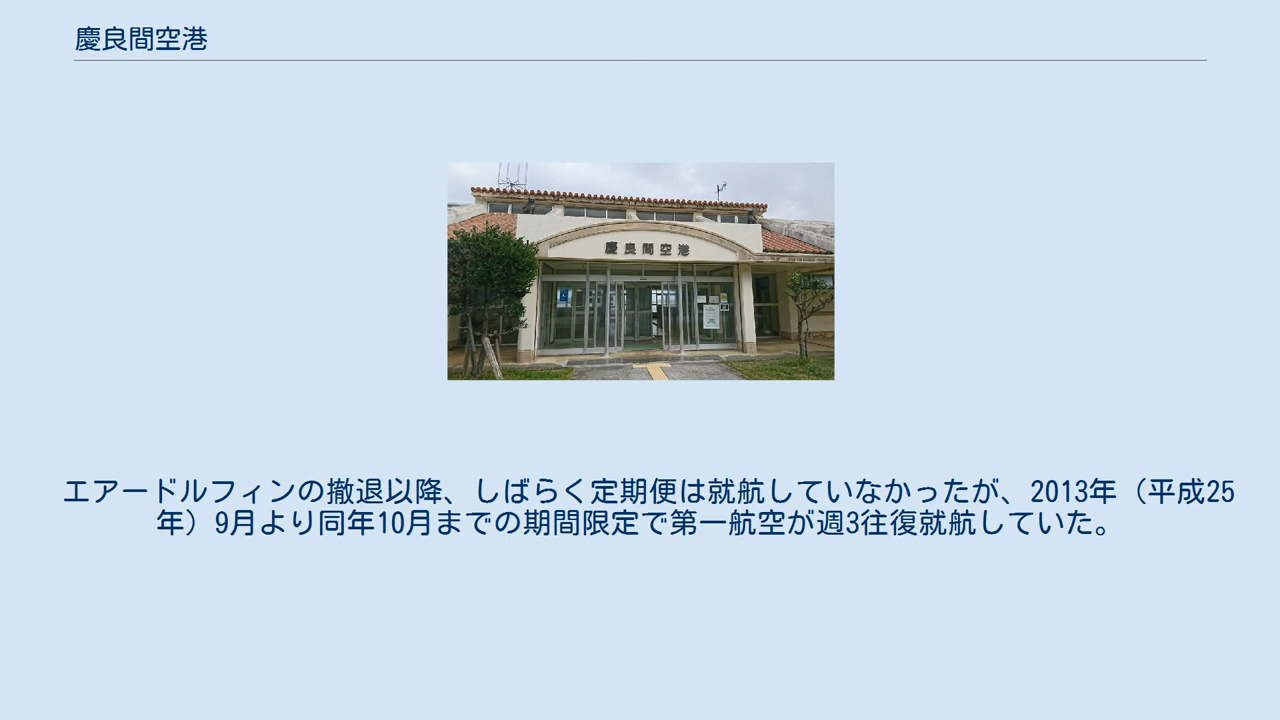 慶良間空港
慶良間空港
エアードルフィンの撤退以降、しばらく定期便は就航していなかったが、2013年（平成25
年）9月より同年10月までの期間限定で第一航空が週3往復就航していた。